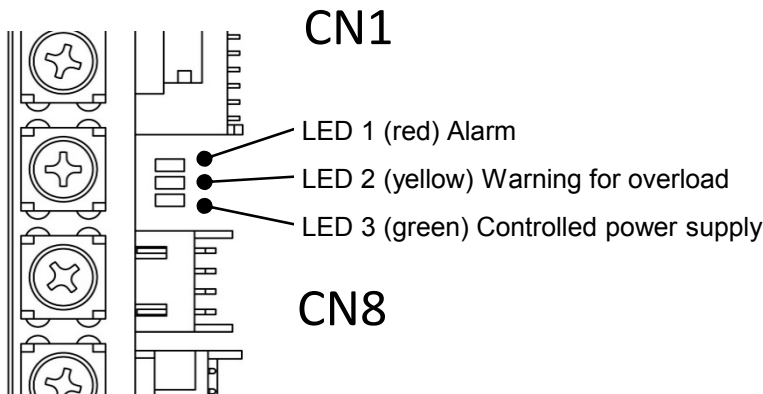 CN1
LED 1 (red) Alarm
LED 2 (yellow) Warning for overload
LED 3 (green) Controlled power supply
CN8